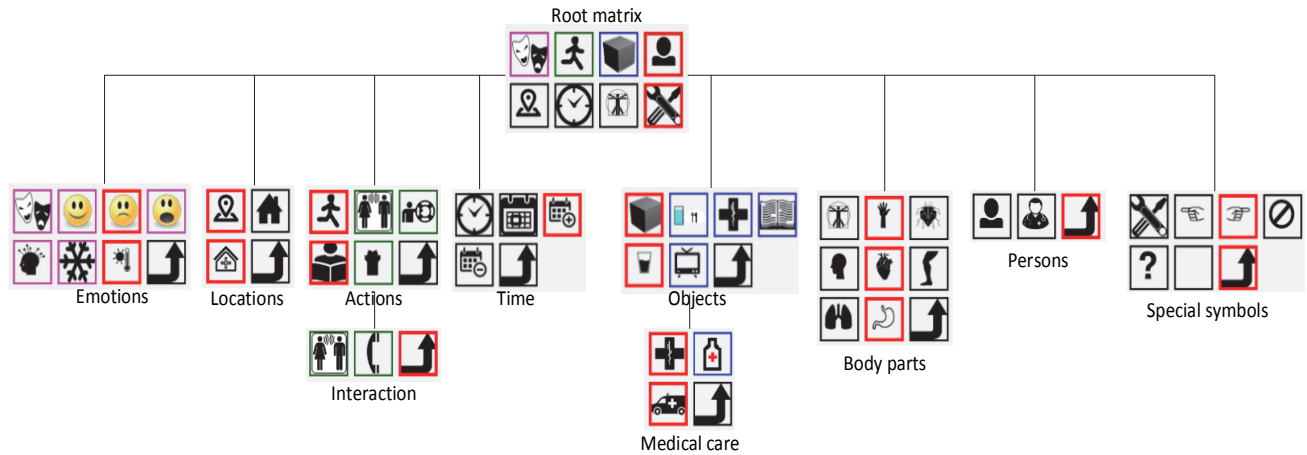 Root matrix
Emotions
Locations
Actions
Time
Objects
Body parts
Persons
Special symbols
?
Interaction
Medical care